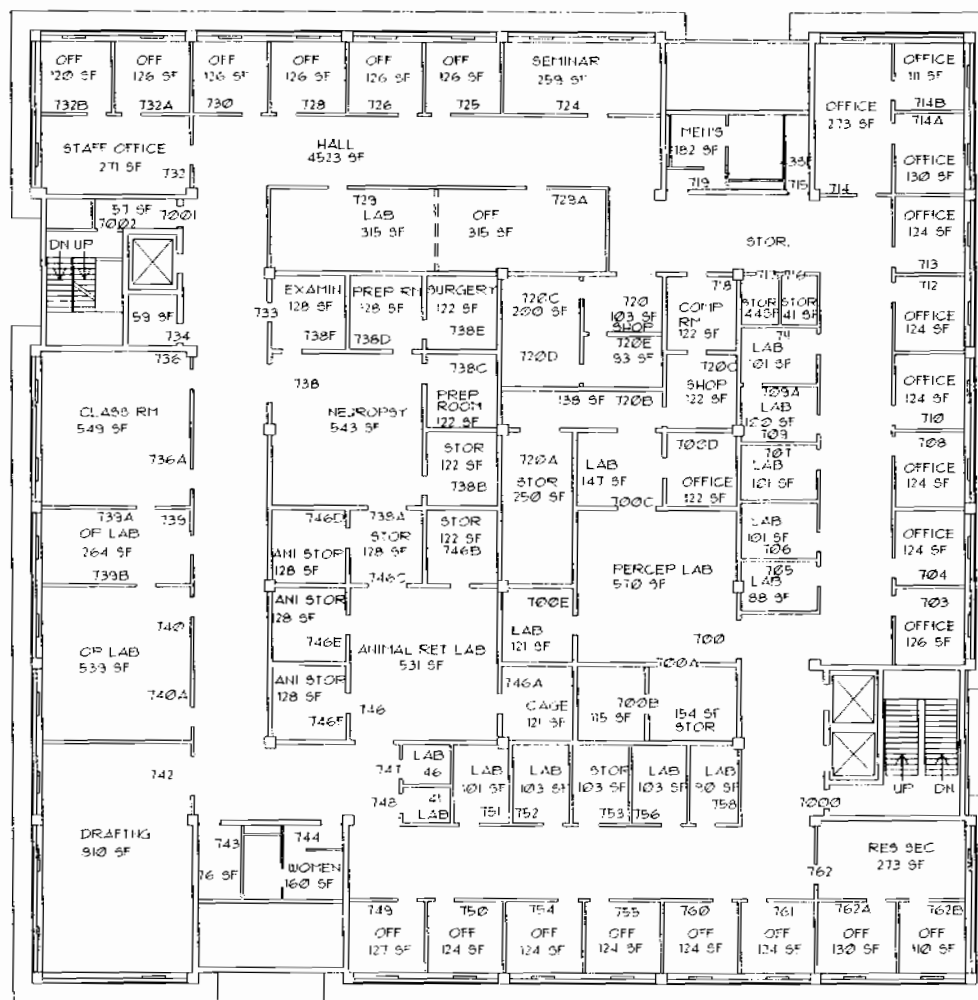 OFF
120 SF
732B
OFF
126 SF
732A
OFF
126 SF
730
OFF
126 SF
728
OFF
126 SF
726
OFF
126 SF
725
SEMINAR
259 SF
724
OFFICE
273 SF
714
OFFICE
111 SF
714B
714A
OFFICE
130 SF
STAFF OFFICE
271 SF
732
HALL
4523 SF
MEN'S
182 SF
719
715
57 SF
7001
7002
DN UP
729
LAB
315 SF
729A
OFF
315 SF
STOR.
OFFICE
124 SF
713
59 SF
734
733
EXAMIN
128 SF
738F
PREP RM
128 SF
738D
SURGERY
122 SF
738E
720C
200 SF
720D
720
103 SF
SHOP
720E
93 SF
718
COMP
RM
122 SF
STOR
44 SF
STOR
41 SF
712
OFFICE
124 SF
736
CLASS RM
549 SF
736A
738
NEUROPSY
543 SF
738C
PREP
ROOM
122 SF
STOR
122 SF
738B
138 SF
720B
720C
SHOP
122 SF
LAB
101 SF
709A
LAB
120 SF
709
707
LAB
OFFICE
124 SF
710
708
OFFICE
124 SF
720A
STOR
250 SF
LAB
147 SF
700C
700D
OFFICE
122 SF
739A
739
OP LAB
264 SF
739B
746D
ANI STOR
128 SF
738A
STOR
128 SF
746C
STOR
122 SF
746B
PERCEP LAB
570 SF
LAB
101 SF
706
705
LAB
88 SF
OFFICE
124 SF
704
703
OFFICE
126 SF
740
OP LAB
539 SF
740A
ANI STOR
128 SF
746E
ANI STOR
128 SF
746F
ANIMAL RET LAB
531 SF
746
700E
LAB
121 SF
700
700A
746A
CAGE
121 SF
700B
115 SF
154 SF
STOR
742
DRAFTING
910 SF
747
LAB
46
748
41
LAB
LAB
101 SF
751
LAB
103 SF
752
STOR
103 SF
753
LAB
103 SF
756
LAB
90 SF
758
7000
UP
DN
743
76 SF
744
WOMEN
160 SF
762
RES SEC
273 SF
749
OFF
127 SF
750
OFF
124 SF
754
OFF
124 SF
755
OFF
124 SF
760
OFF
124 SF
761
OFF
124 SF
762A
OFF
130 SF
762B
OFF
110 SF